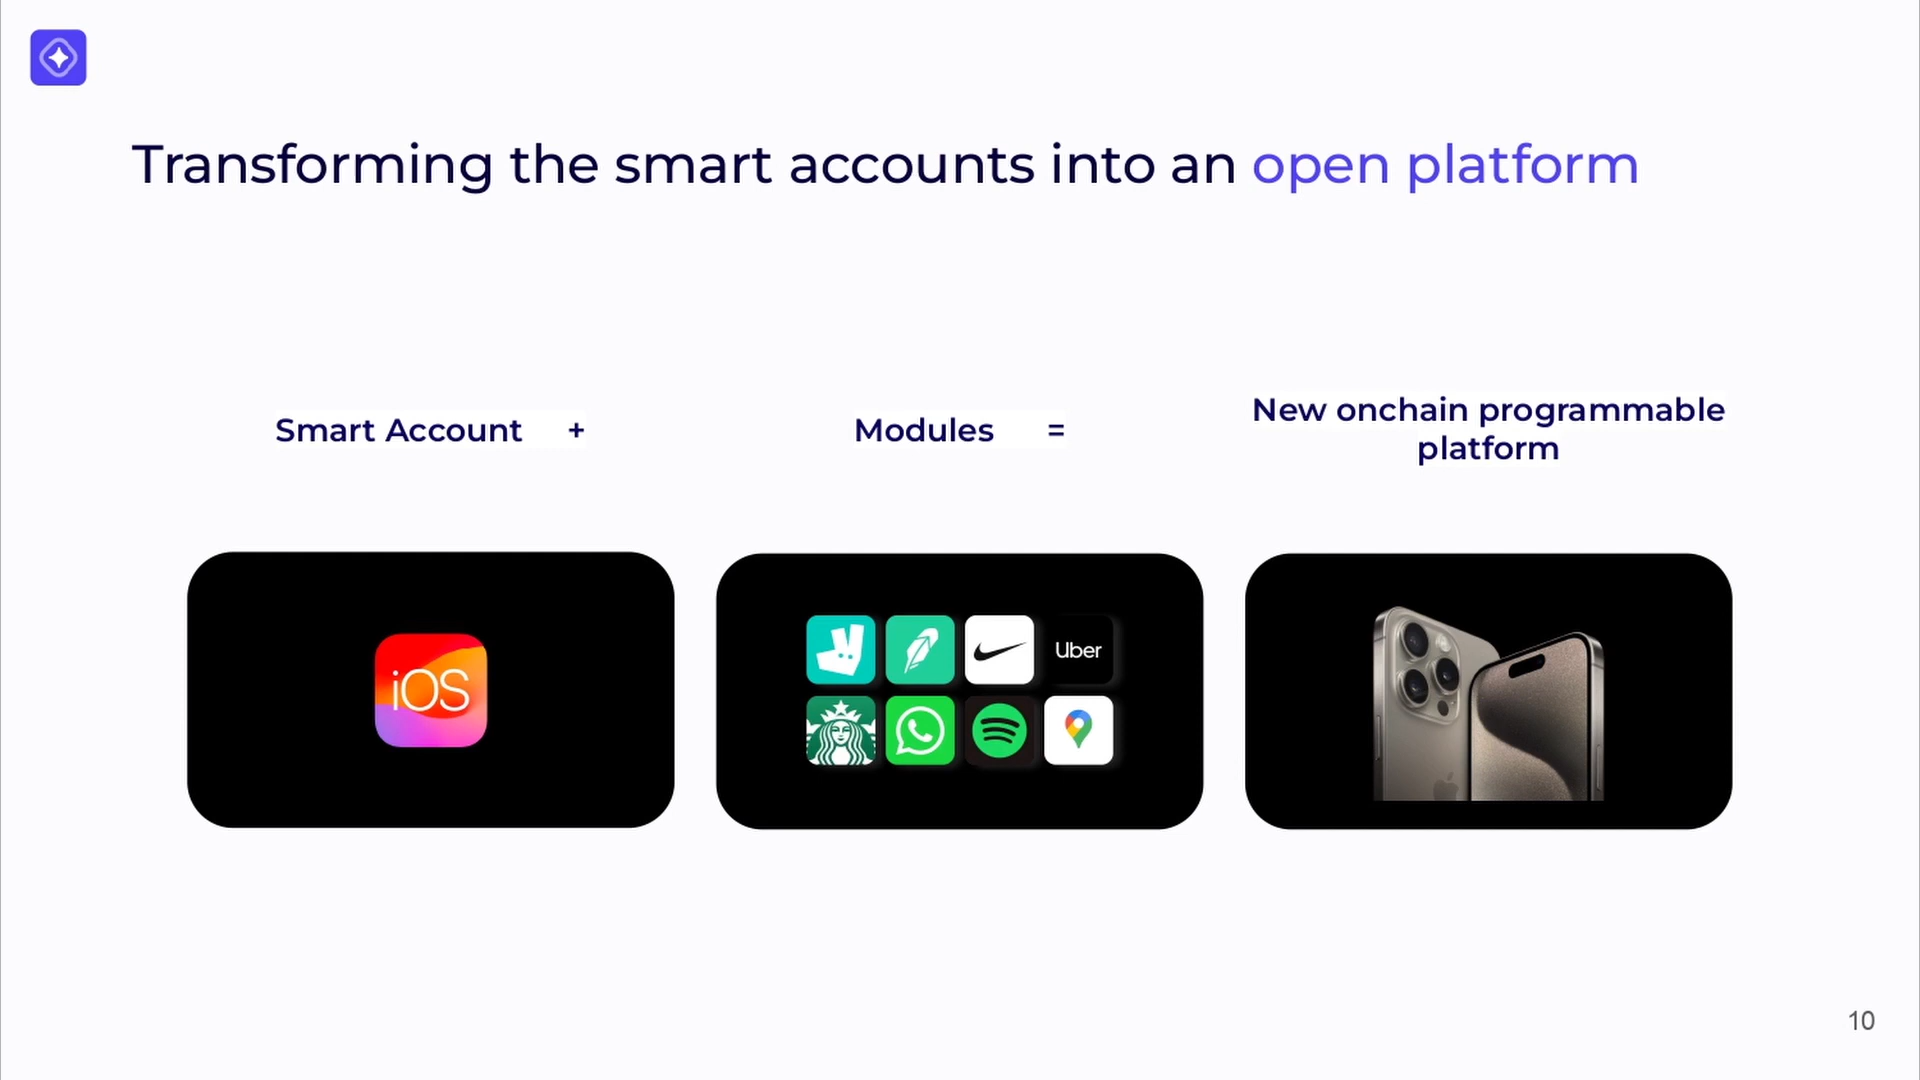 Transforming the smart accounts into an open platform
Smart Account +
Modules =
New onchain programmable
platform
iOS
Uber
10